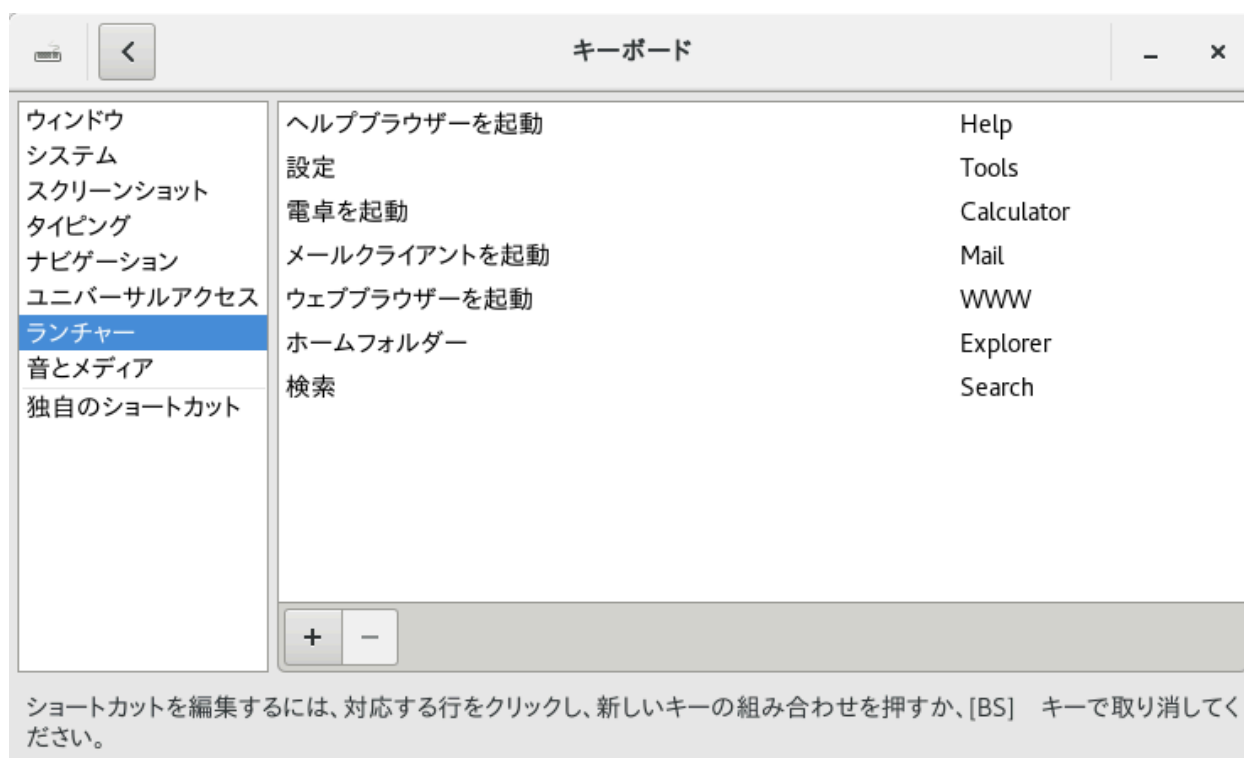 キーボード
ウィンドウ
システム
スクリーンショット
タイピング
ナビゲーション
ユニバーサルアクセス
ランチャー
音とメディア
独自のショートカット
ヘルプブラウザーを起動 Help
設定 Tools
電卓を起動 Calculator
メールクライアントを起動 Mail
ウェブブラウザーを起動 WWW
ホームフォルダー Explorer
検索 Search
ショートカットを編集するには、対応する行をクリックし、新しいキーの組み合わせを押すか、[BS]　キーで取り消してく
ださい。